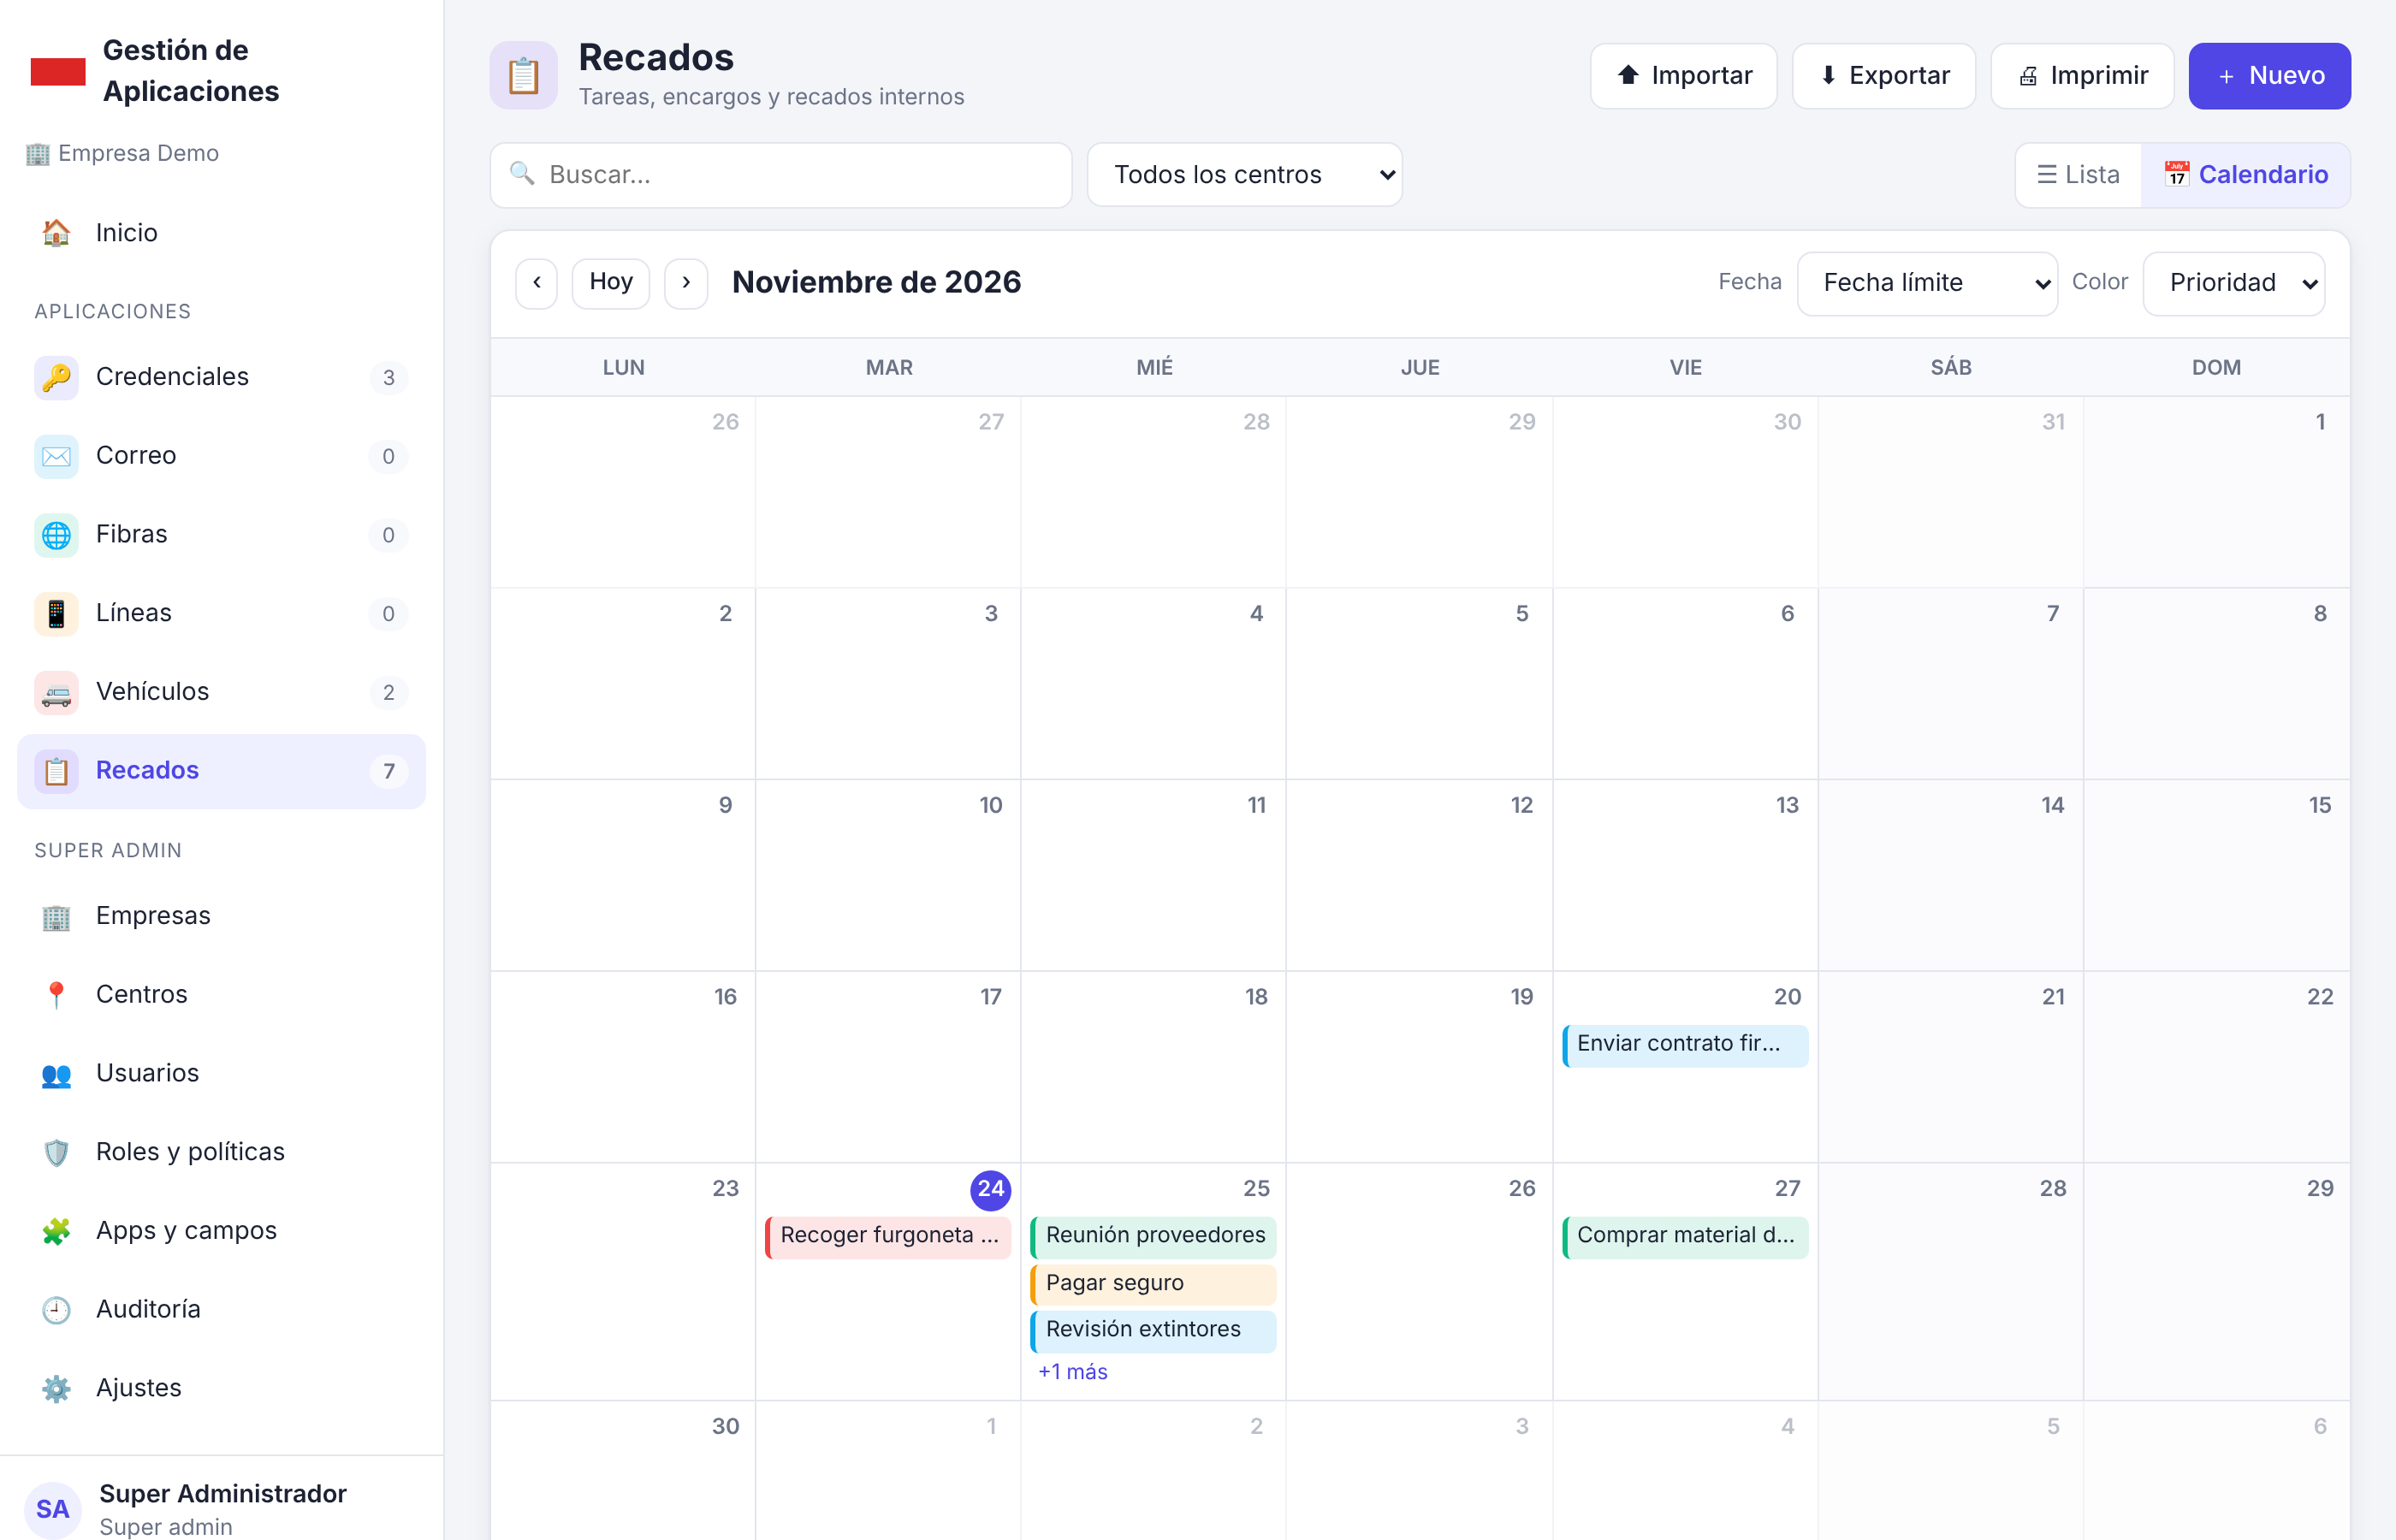 Gestión de
Aplicaciones
Empresa Demo
Inicio
APLICACIONES
Credenciales 3
Correo 0
Fibras 0
Líneas 0
Vehículos 2
Recados 7
SUPER ADMIN
Empresas
Centros
Usuarios
Roles y políticas
Apps y campos
Auditoría
Ajustes
SA
Super Administrador
Super admin
Recados
Tareas, encargos y recados internos
Importar
Exportar
Imprimir
+ Nuevo
Buscar...
Todos los centros
Lista
Calendario
‹ Hoy › Noviembre de 2026
Fecha Fecha límite Color Prioridad
LUN MAR MIÉ JUE VIE SÁB DOM
26 27 28 29 30 31 1
2 3 4 5 6 7 8
9 10 11 12 13 14 15
16 17 18 19 20 21 22
Enviar contrato fir...
23 24 25 26 27 28 29
Recoger furgoneta ... Reunión proveedores Comprar material d...
Pagar seguro
Revisión extintores
+1 más
30 1 2 3 4 5 6